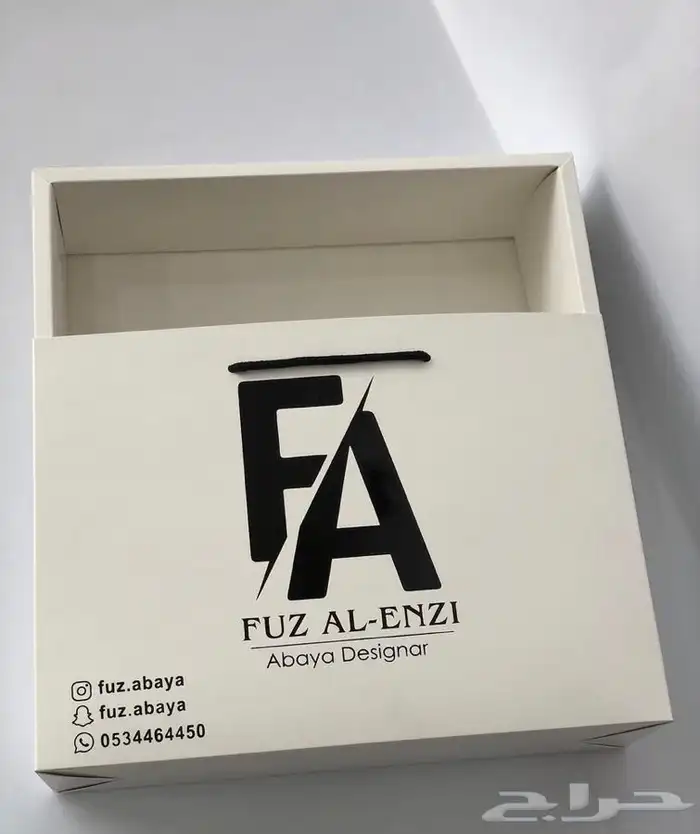 FA
FUZ AL-ENZI
Abaya Designar
fuz.abaya
fuz.abaya
0534464450
حراج